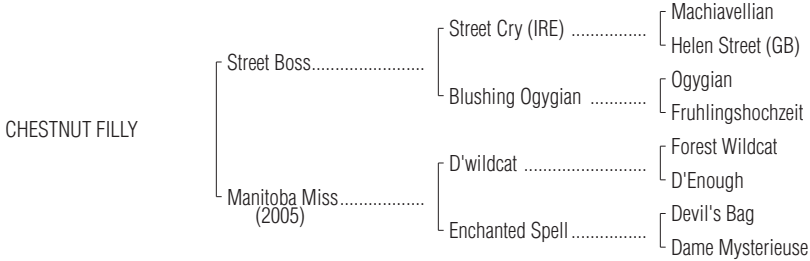 Machiavellian
Street Cry (IRE) ................
Helen Street (GB)
Street Boss........................
Ogygian
Blushing Ogygian ............
Fruhlingshochzeit
CHESTNUT FILLY
Forest Wildcat
D'wildcat ..........................
D'Enough
Manitoba Miss..................
(2005)
Devil's Bag
Enchanted Spell................
Dame Mysterieuse